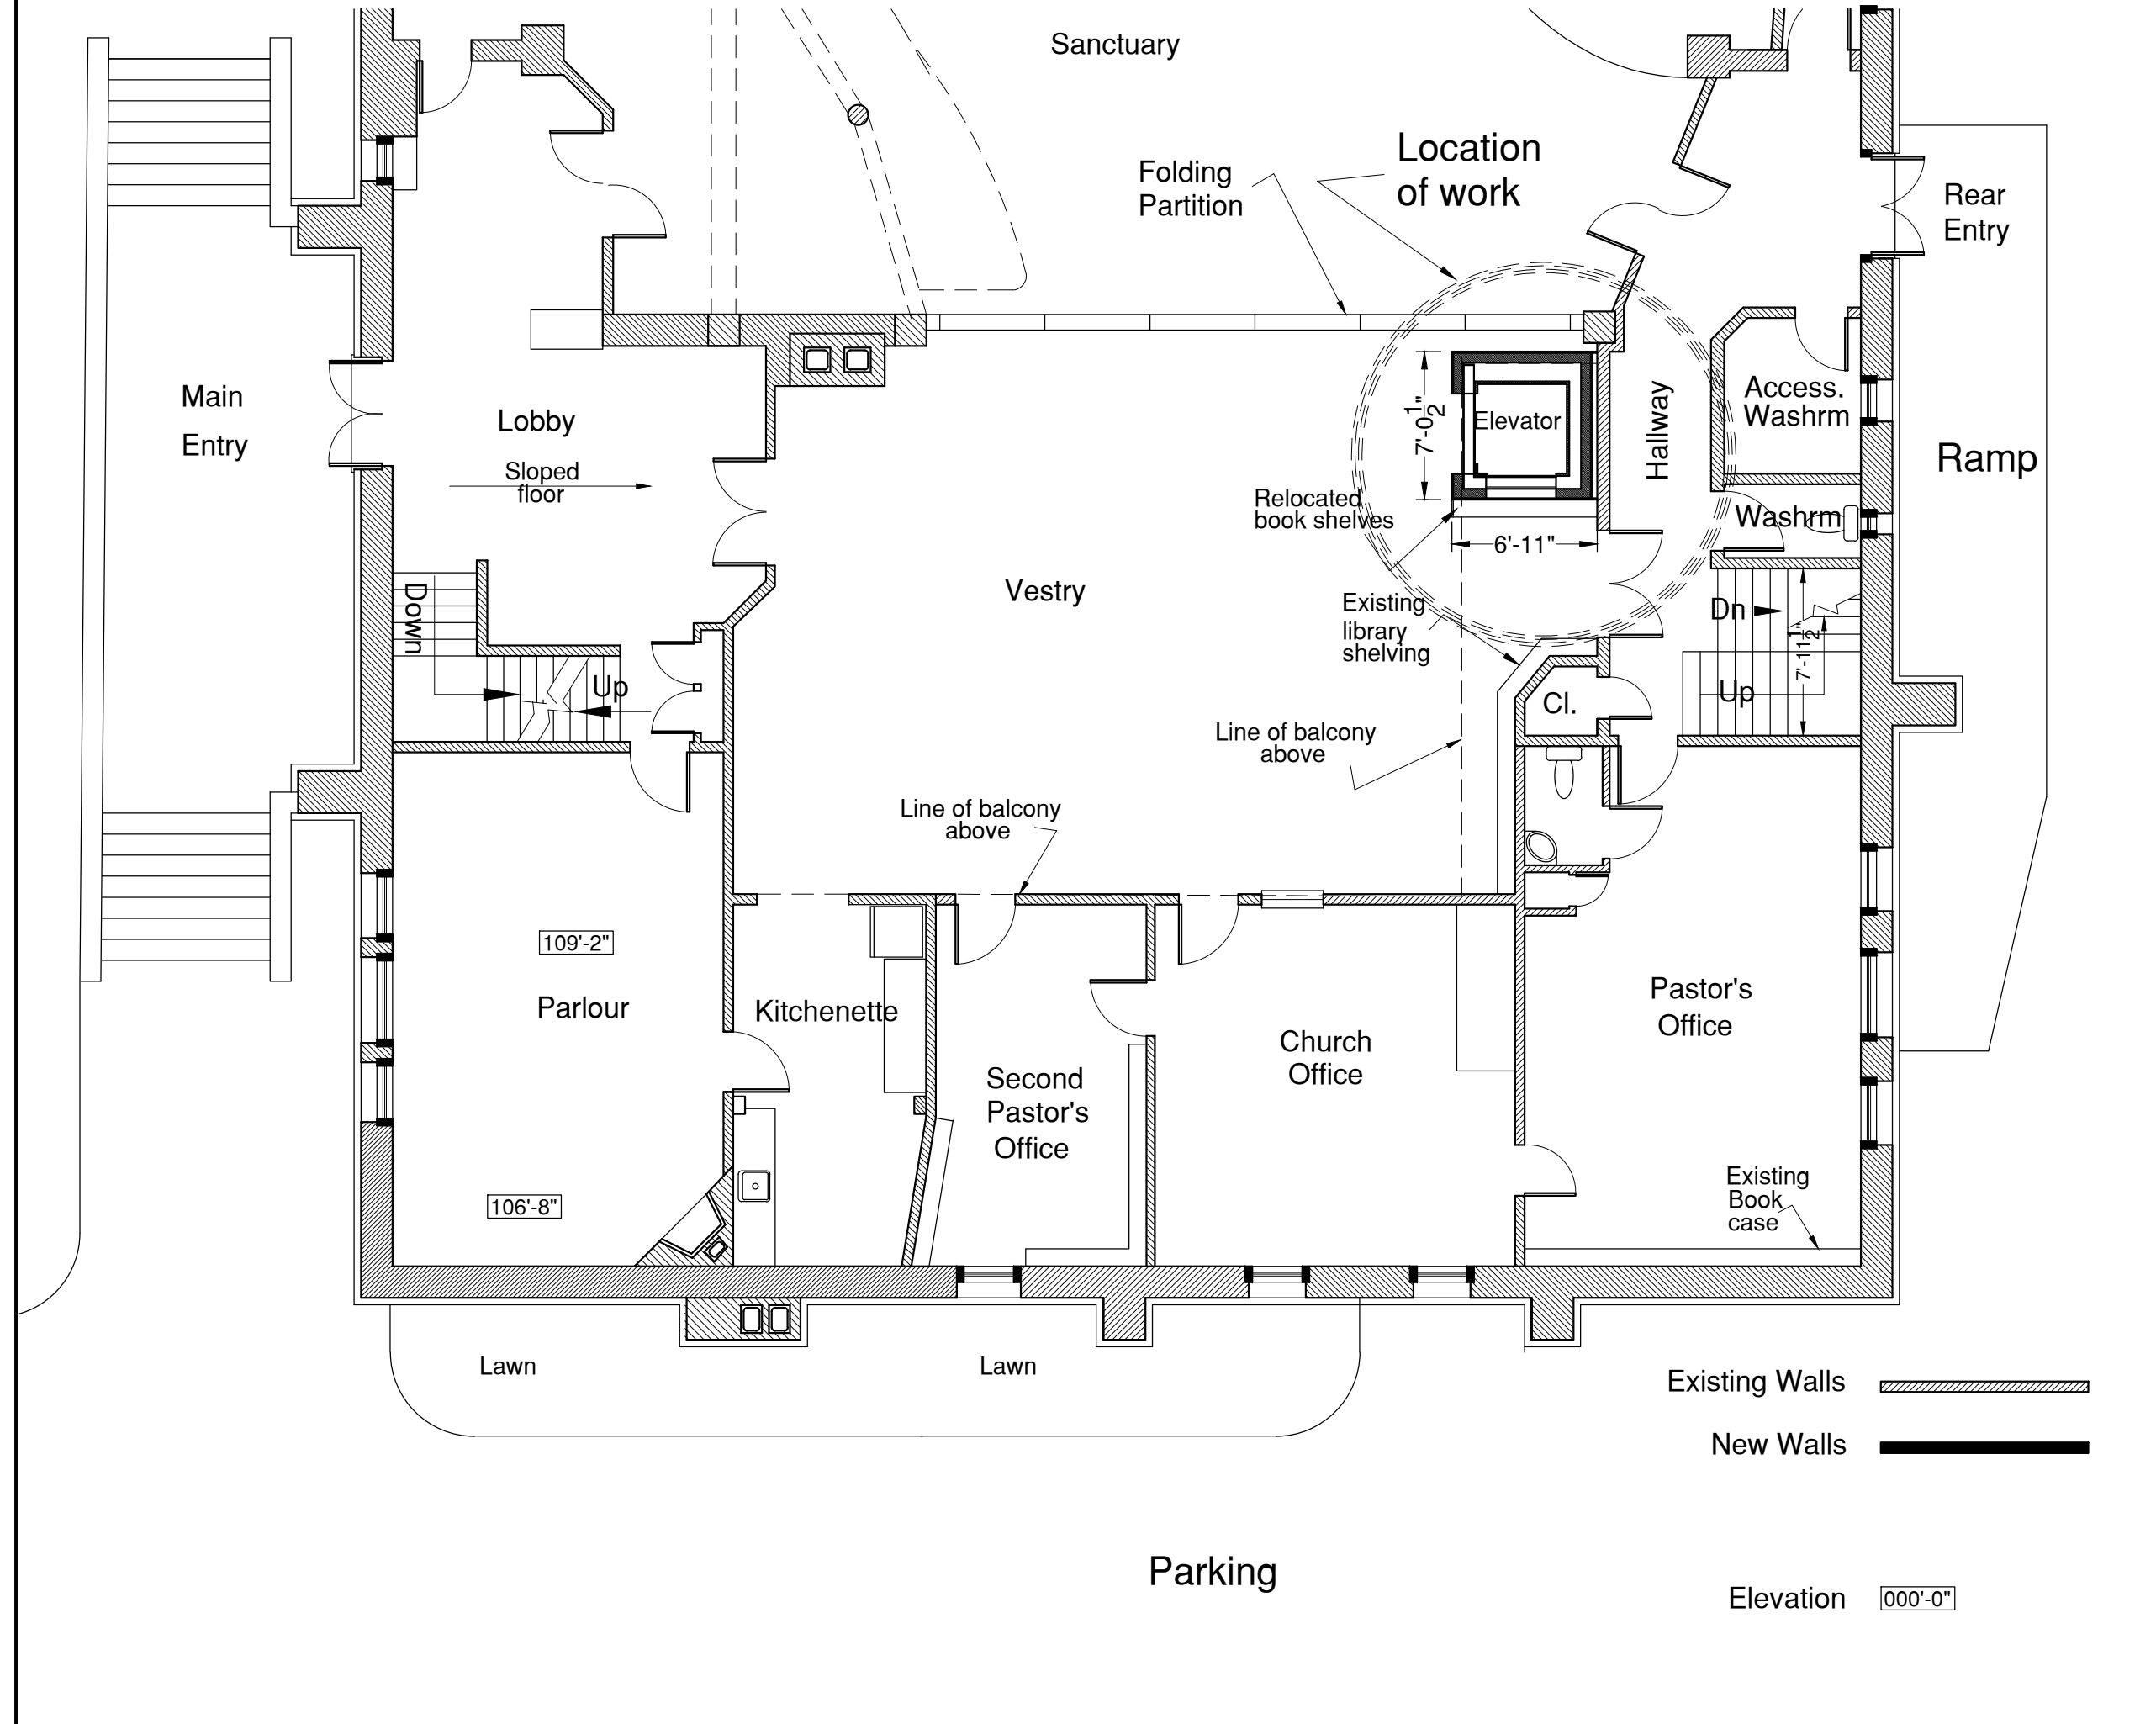 Sanctuary
Location
of work
Folding
Partition
Rear
Entry
Main
Entry
Lobby
Sloped
floor
7'-0 1/2"
Elevator
Hallway
Access.
Washrm
Ramp
Relocated
book shelves
Washrm
6'-11"
Vestry
Existing
library
shelving
Down
Up
Dn
7'-11 1/2"
Up
Cl.
Line of balcony
above
Line of balcony
above
109'-2"
Parlour
Kitchenette
Second
Pastor's
Office
Church
Office
Pastor's
Office
106'-8"
Existing
Book
case
Lawn
Lawn
Existing Walls
New Walls
Parking
Elevation
000'-0"